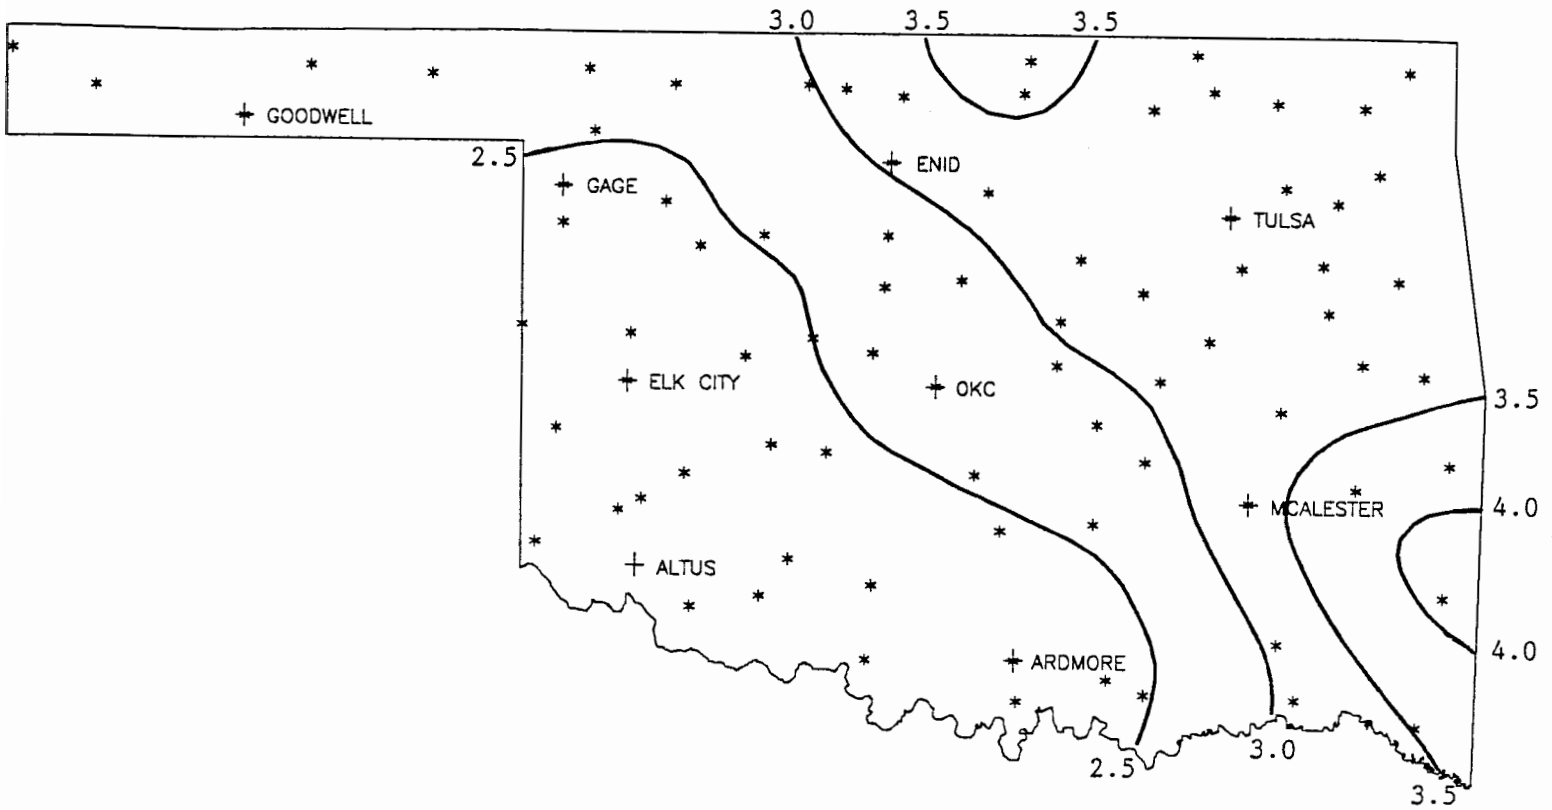 3.0 3.5 3.5
GOODWELL
2.5
ENID
GAGE
TULSA
ELK CITY
OKC
3.5
MCALESTER
4.0
ALTUS
4.0
ARDMORE
3.0
2.5
3.5